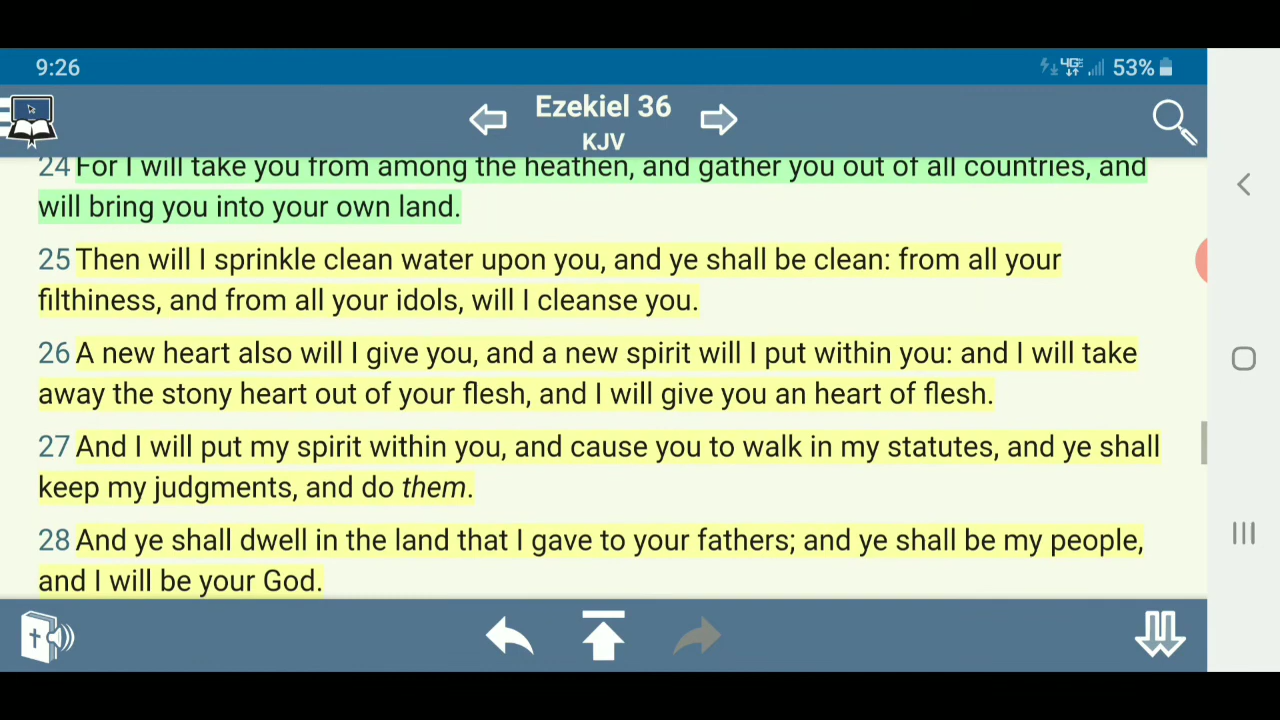 9:26
4G 53%
Ezekiel 36
KJV
24 For I will take you from among the heathen, and gather you out of all countries, and
will bring you into your own land.
25 Then will I sprinkle clean water upon you, and ye shall be clean: from all your
filthiness, and from all your idols, will I cleanse you.
26 A new heart also will I give you, and a new spirit will I put within you: and I will take
away the stony heart out of your flesh, and I will give you an heart of flesh.
27 And I will put my spirit within you, and cause you to walk in my statutes, and ye shall
keep my judgments, and do them.
28 And ye shall dwell in the land that I gave to your fathers; and ye shall be my people,
and I will be your God.